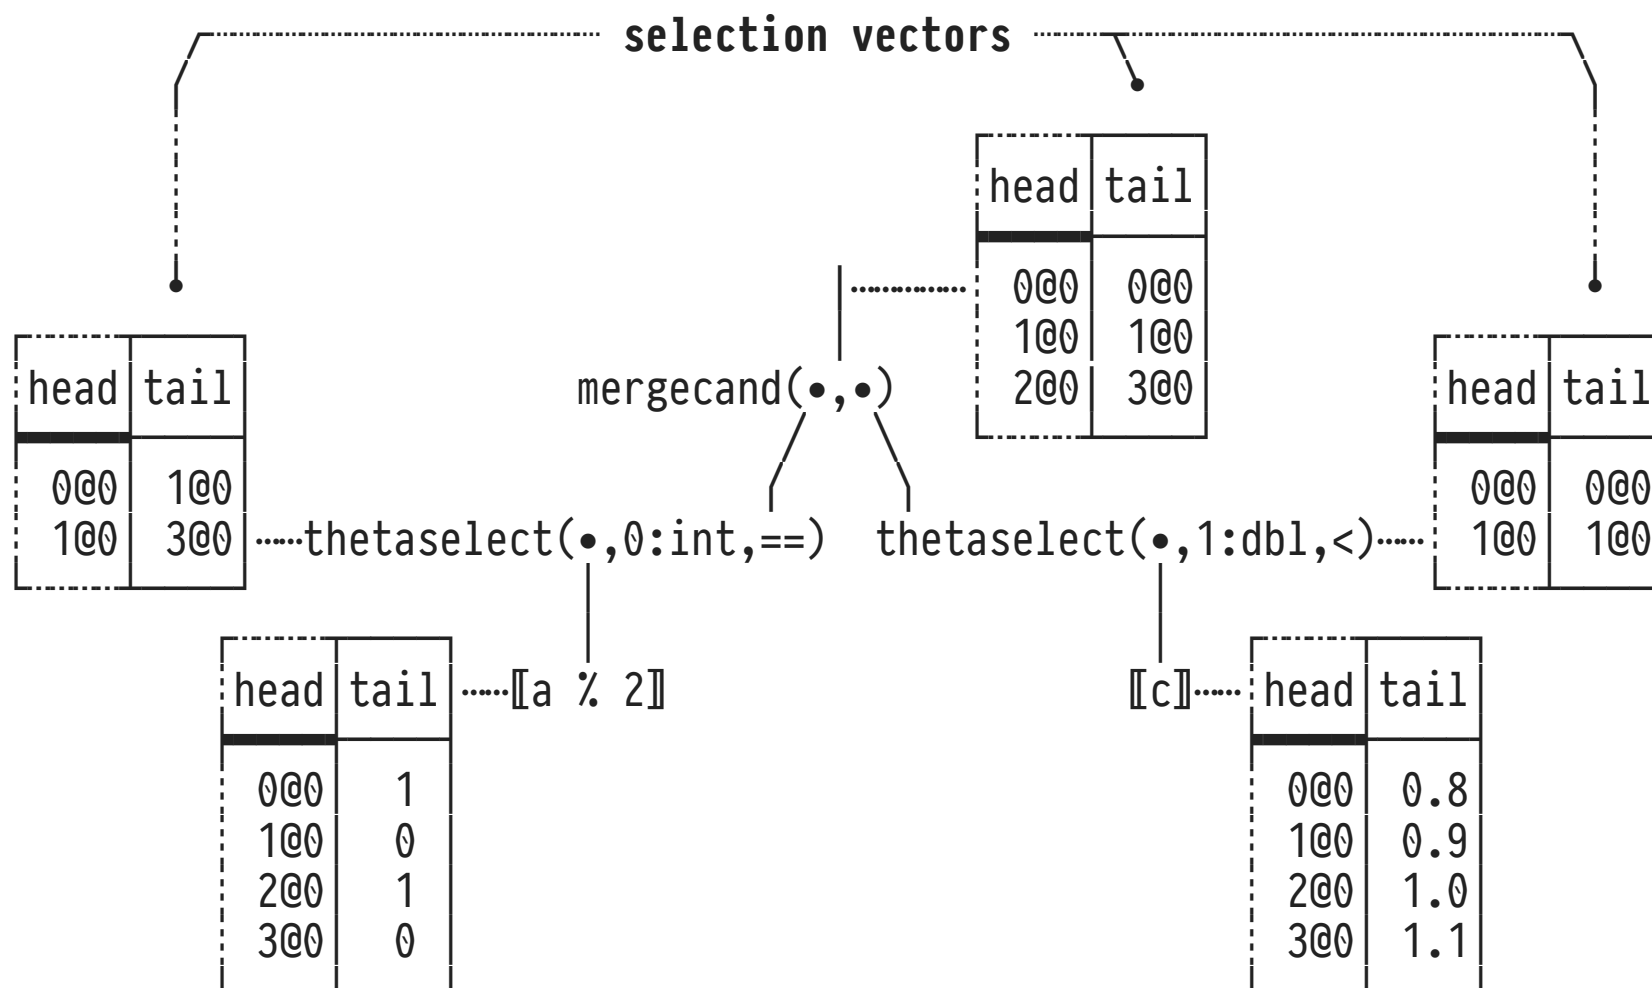 selection vectors
head tail
0@0 0@0
1@0 1@0
2@0 3@0
mergecand(•,•)
head tail
0@0 1@0
1@0 3@0
head tail
0@0 0@0
1@0 1@0
thetaselect(•,0:int,==)
thetaselect(•,1:dbl,<)
head tail
0@0 1
1@0 0
2@0 1
3@0 0
⟦a % 2⟧
⟦c⟧
head tail
0@0 0.8
1@0 0.9
2@0 1.0
3@0 1.1